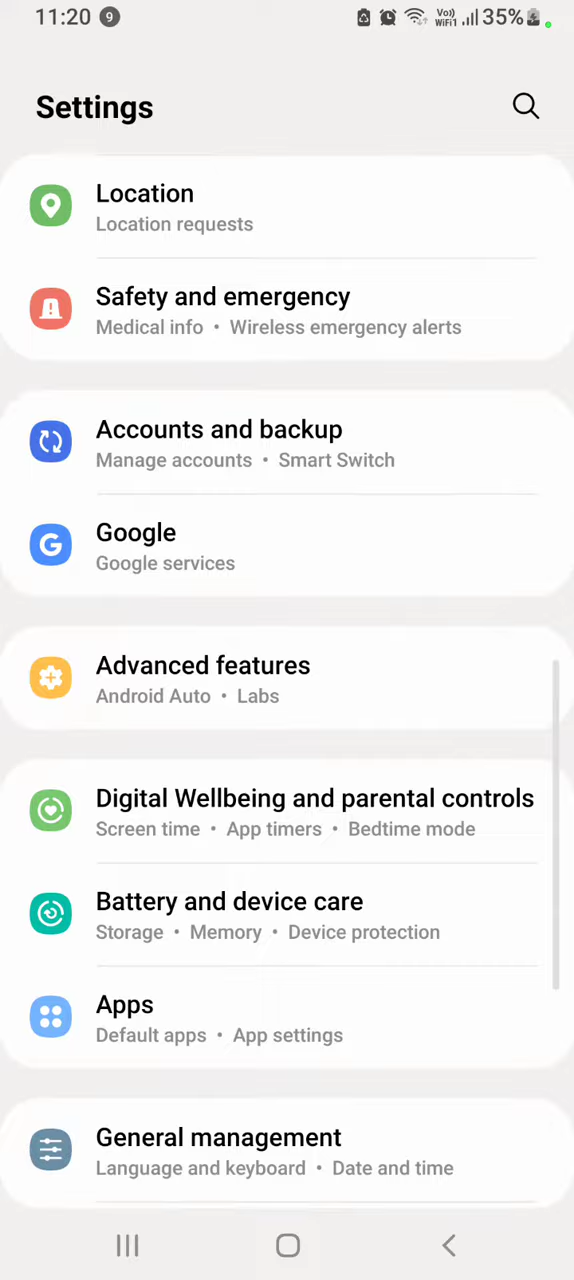 11:20 9 Vo)) WiFi1 35%
Settings
Location
Location requests
Safety and emergency
Medical info • Wireless emergency alerts
Accounts and backup
Manage accounts • Smart Switch
Google
Google services
Advanced features
Android Auto • Labs
Digital Wellbeing and parental controls
Screen time • App timers • Bedtime mode
Battery and device care
Storage • Memory • Device protection
Apps
Default apps • App settings
General management
Language and keyboard • Date and time